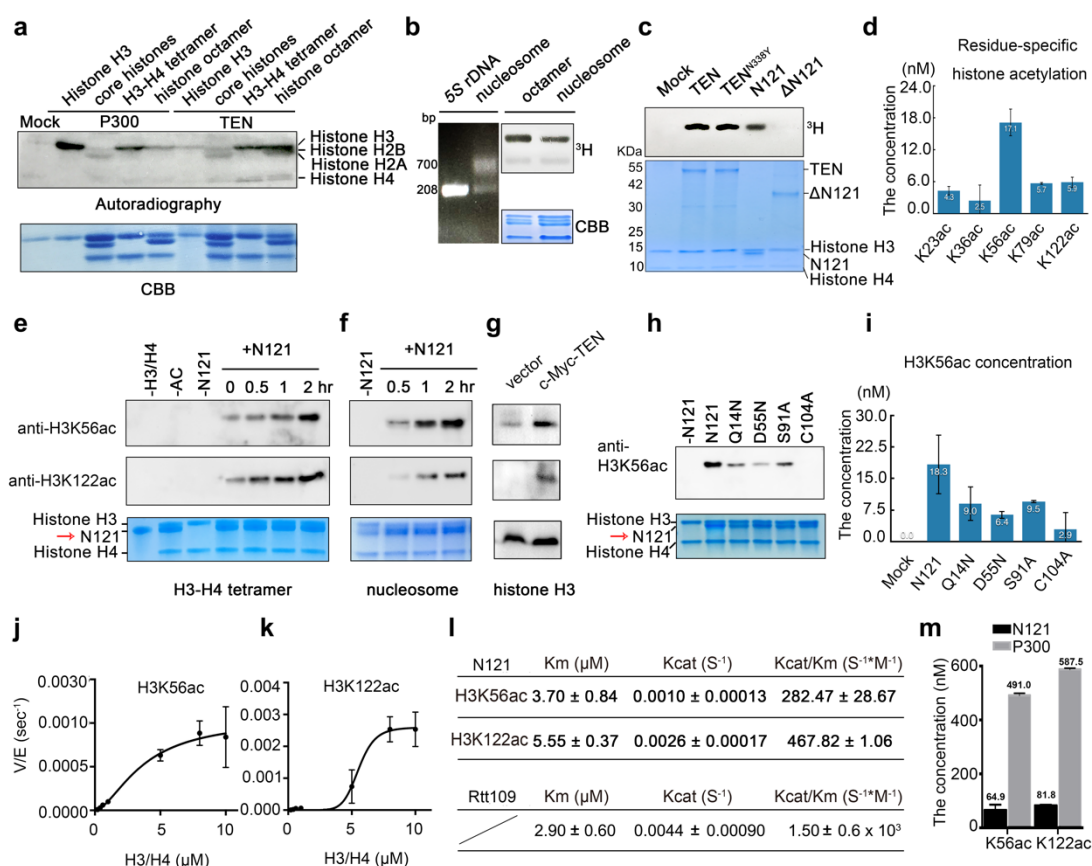 a
Histone H3
core histones
H3-H4 tetramer
histone octamer
Histone H3
core histones
H3-H4 tetramer
histone octamer
Mock P300 TEN
Histone H3
Histone H2B
Histone H2A
Histone H4
Autoradiography
CBB
b
5S rDNA
nucleosome
octamer
nucleosome
bp
700
208
³H
CBB
c
Mock
TEN
TENᴺ³³⁸ʸ
N121
ΔN121
³H
KDa
55
42
30
25
15
10
TEN
ΔN121
Histone H3
N121
Histone H4
d
Residue-specific
histone acetylation
(nM)
The concentration
24.0
18.0
12.0
6.0
0.0
4.3
2.5
17.1
5.7
5.9
K23ac
K36ac
K56ac
K79ac
K122ac
e
-H3/H4
-AC
-N121
+N121
0 0.5 1 2 hr
anti-H3K56ac
anti-H3K122ac
Histone H3
→ N121
Histone H4
H3-H4 tetramer
f
-N121
+N121
0.5 1 2 hr
nucleosome
g
vector
c-Myc-TEN
histone H3
h
-N121
N121
Q14N
D55N
S91A
C104A
anti-
H3K56ac
Histone H3
→ N121
Histone H4
i
H3K56ac concentration
(nM)
The concentration
30.0
22.5
15.0
7.5
0.0
0.0
18.3
9.0
6.4
9.5
2.9
Mock
N121
Q14N
D55N
S91A
C104A
j
H3K56ac
V/E (sec⁻¹)
0.0030
0.0015
0.0010
0.0005
0.0000
0 5 10
k
H3K122ac
0.006
0.004
0.003
0.002
0.001
0.000
0 5 10
H3/H4 (μM) H3/H4 (μM)
l
N121 Km (μM) Kcat (S⁻¹) Kcat/Km (S⁻¹*M⁻¹)
H3K56ac 3.70 ± 0.84 0.0010 ± 0.00013 282.47 ± 28.67
H3K122ac 5.55 ± 0.37 0.0026 ± 0.00017 467.82 ± 1.06
Rtt109 Km (μM) Kcat (S⁻¹) Kcat/Km (S⁻¹*M⁻¹)
2.90 ± 0.60 0.0044 ± 0.00090 1.50 ± 0.6 x 10³
m
N121
P300
The concentration (nM)
600
400
200
0
64.9
491.0
81.8
587.5
K56ac K122ac